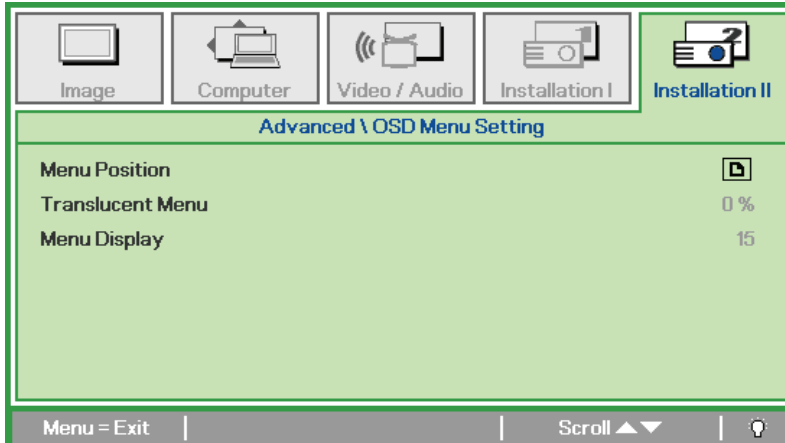 Image Computer Video / Audio Installation I Installation II
Advanced \ OSD Menu Setting
Menu Position
Translucent Menu 0 %
Menu Display 15
Menu = Exit Scroll ▲▼